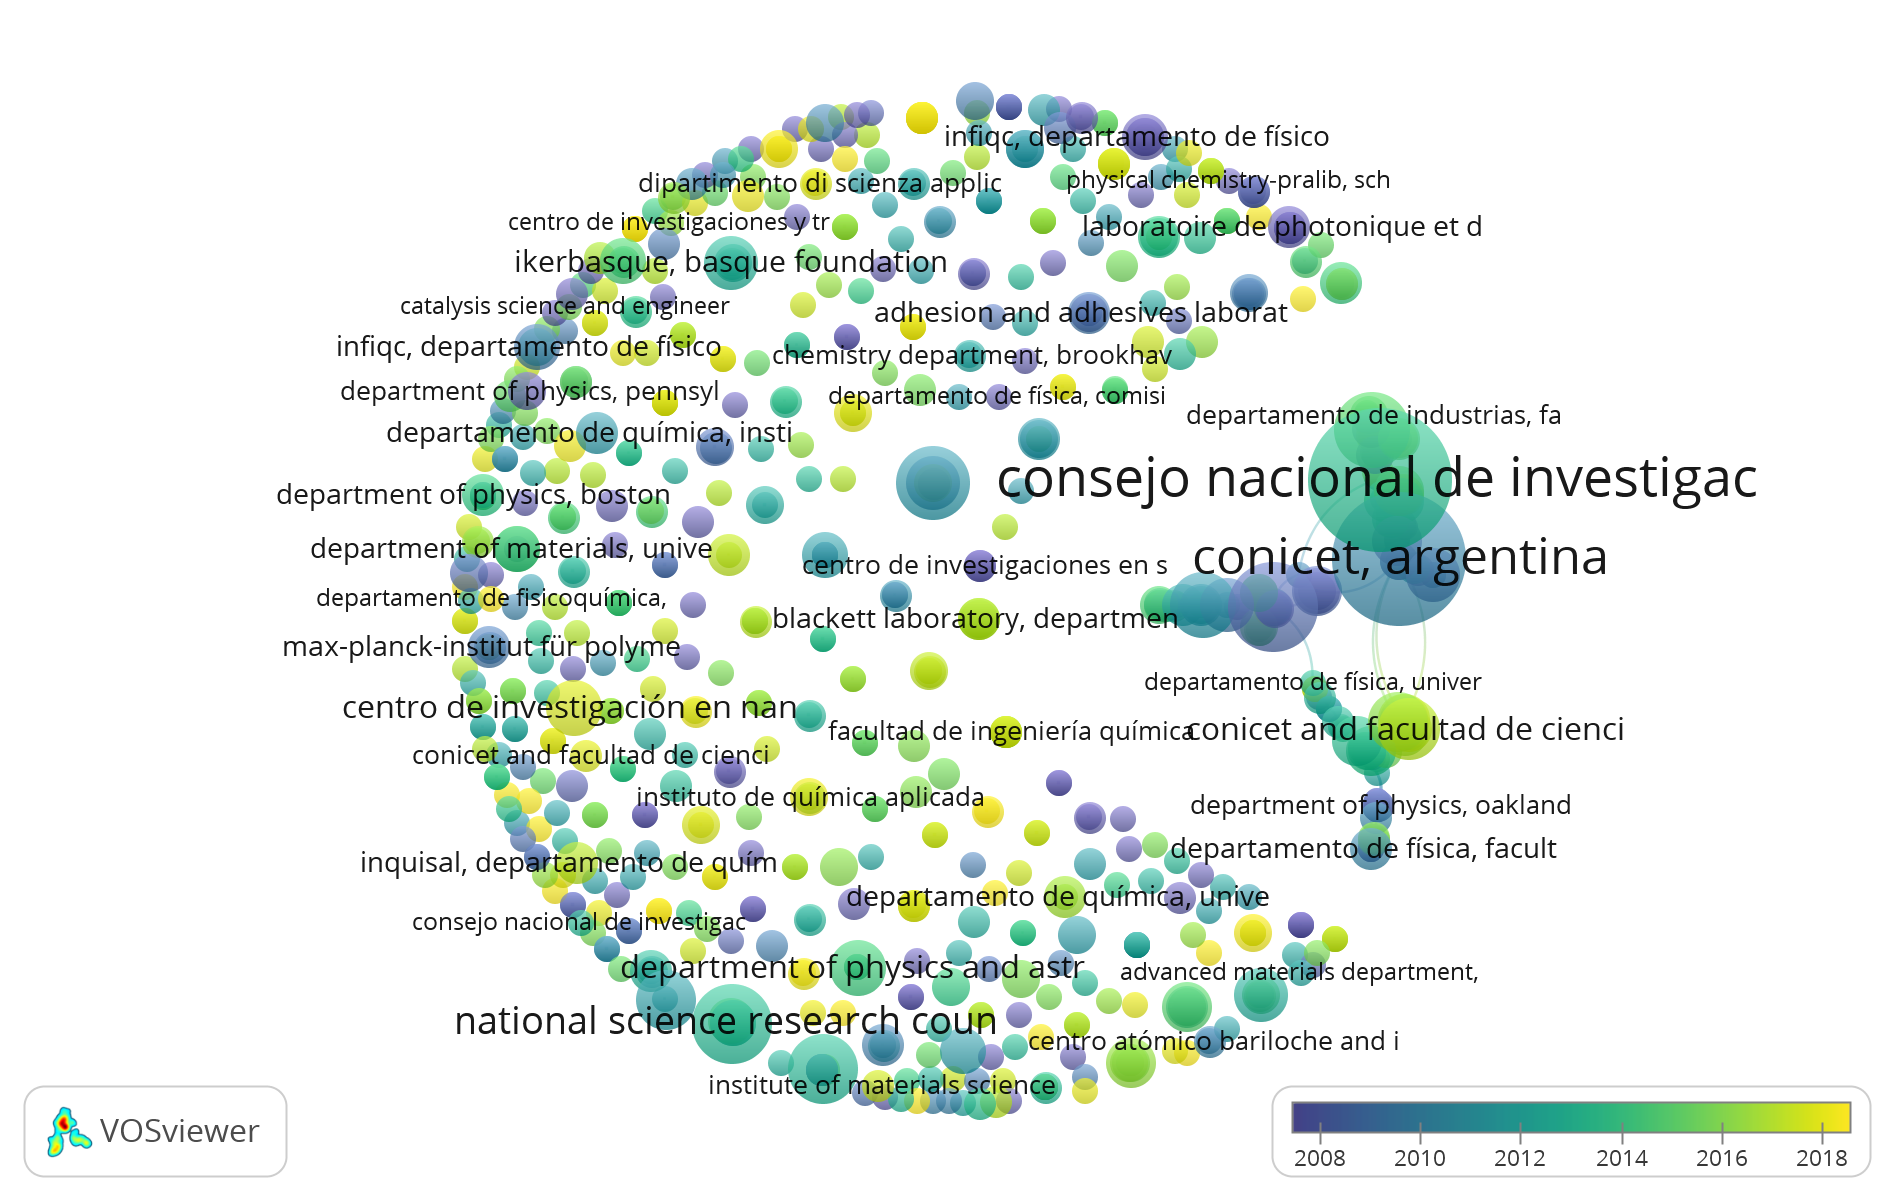 infiqc, departamento de físico
dipartimento di scienza applic
physical chemistry-pralib, sch
centro de investigaciones y tr
laboratoire de photonique et d
ikerbasque, basque foundation
catalysis science and engineer
adhesion and adhesives laborat
infiqc, departamento de físico
chemistry department, brookhav
department of physics, pennsyl
departamento de física, comisi
departamento de industrias, fa
departamento de química, insti
consejo nacional de investigac
department of physics, boston
department of materials, unive
conicet, argentina
centro de investigaciones en s
departamento de fisicoquímica,
blackett laboratory, departmen
max-planck-institut für polyme
departamento de física, univer
centro de investigación en nan
facultad de ingeniería química
conicet and facultad de cienci
conicet and facultad de cienci
instituto de química aplicada
department of physics, oakland
departamento de física, facult
inquisal, departamento de quím
departamento de química, unive
consejo nacional de investigac
department of physics and astr
advanced materials department,
national science research coun
centro atómico bariloche and i
institute of materials science
VOSviewer
2008 2010 2012 2014 2016 2018